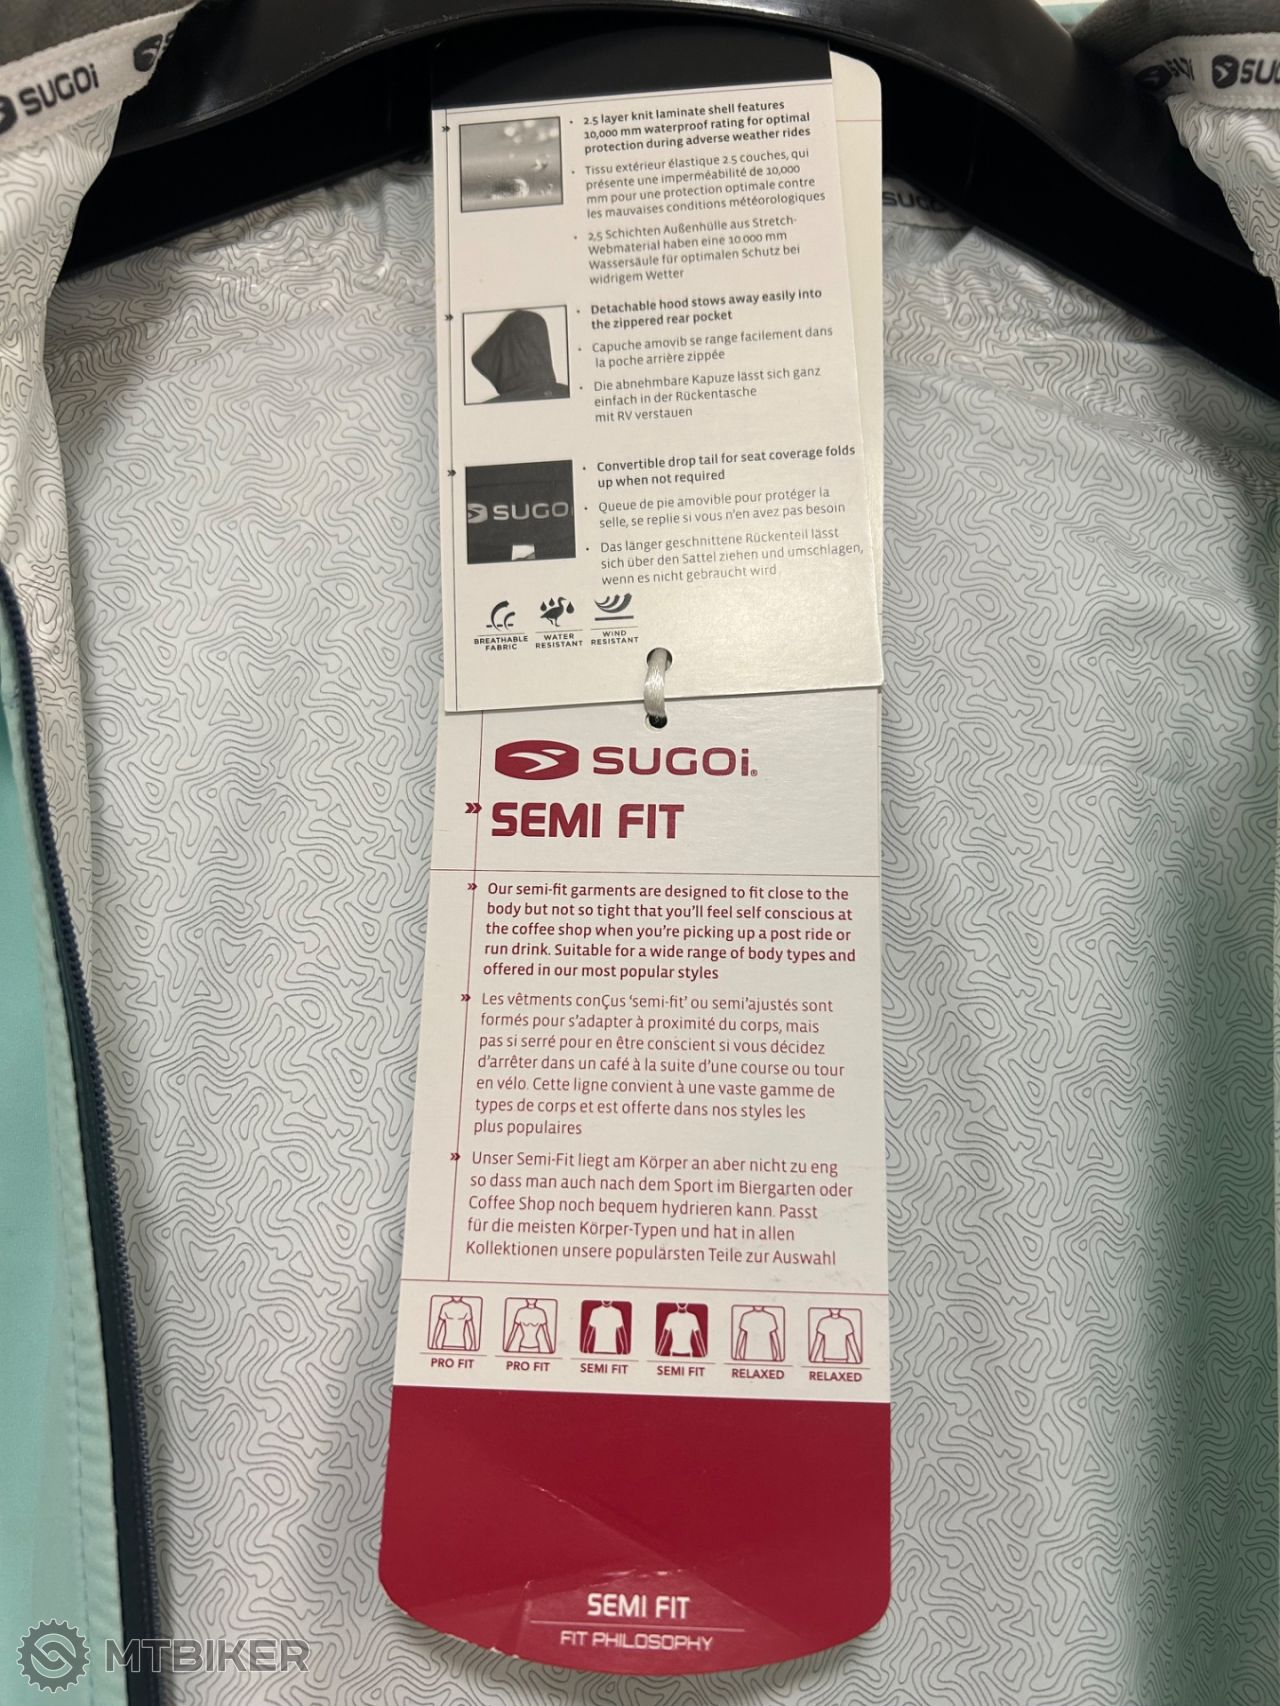 SUGOi
SU
SUGO
2.5 layer knit laminate shell features
10,000 mm waterproof rating for optimal
protection during adverse weather rides
Tissu extérieur élastique 2.5 couches, qui
présente une imperméabilité de 10,000
mm pour une protection optimale contre
les mauvaises conditions météorologiques
2,5 Schichten Außenhülle aus Stretch-
Webmaterial haben eine 10 000 mm
Wassersäule für optimalen Schutz bei
widrigem Wetter
Detachable hood stows away easily into
the zippered rear pocket
Capuche amovib se range facilement dans
la poche arrière zippée
Die abnehmbare Kapuze lässt sich ganz
einfach in der Rückentasche
mit RV verstauen
SUGO
Convertible drop tail for seat coverage folds
up when not required
Queue de pie amovible pour protéger la
selle, se replie si vous n'en avez pas besoin
Das länger geschnittene Rückenteil lässt
sich über den Sattel ziehen und umschlagen,
wenn es nicht gebraucht wird
BREATHABLE
FABRIC
WATER
RESISTANT
WIND
RESISTANT
SUGOi®
SEMI FIT
Our semi-fit garments are designed to fit close to the
body but not so tight that you'll feel self conscious at
the coffee shop when you're picking up a post ride or
run drink. Suitable for a wide range of body types and
offered in our most popular styles
Les vêtments conÇus 'semi-fit' ou semi'ajustés sont
formés pour s'adapter à proximité du corps, mais
pas si serré pour en être conscient si vous décidez
d'arrêter dans un café à la suite d'une course ou tour
en vélo. Cette ligne convient à une vaste gamme de
types de corps et est offerte dans nos styles les
plus populaires
Unser Semi-Fit liegt am Körper an aber nicht zu eng
so dass man auch nach dem Sport im Biergarten oder
Coffee Shop noch bequem hydrieren kann. Passt
für die meisten Körper-Typen und hat in allen
Kollektionen unsere populärsten Teile zur Auswahl
PRO FIT PRO FIT SEMI FIT SEMI FIT RELAXED RELAXED
SEMI FIT
FIT PHILOSOPHY
MTBIKER